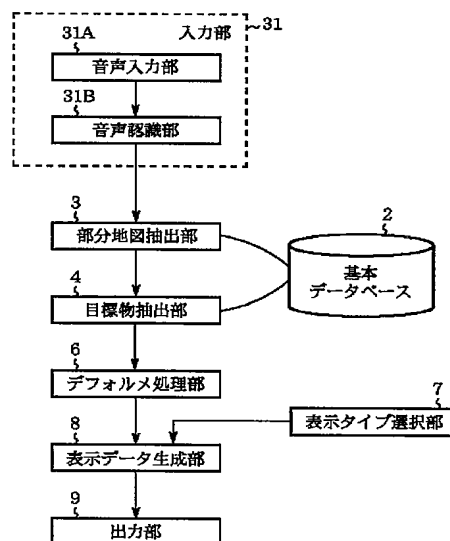 31A
入力部
31
音声入力部
31B
音声認識部
3
部分地図抽出部
2
基本
データベース
4
目標物抽出部
6
デフォルメ処理部
7
表示タイプ選択部
8
表示データ生成部
9
出力部